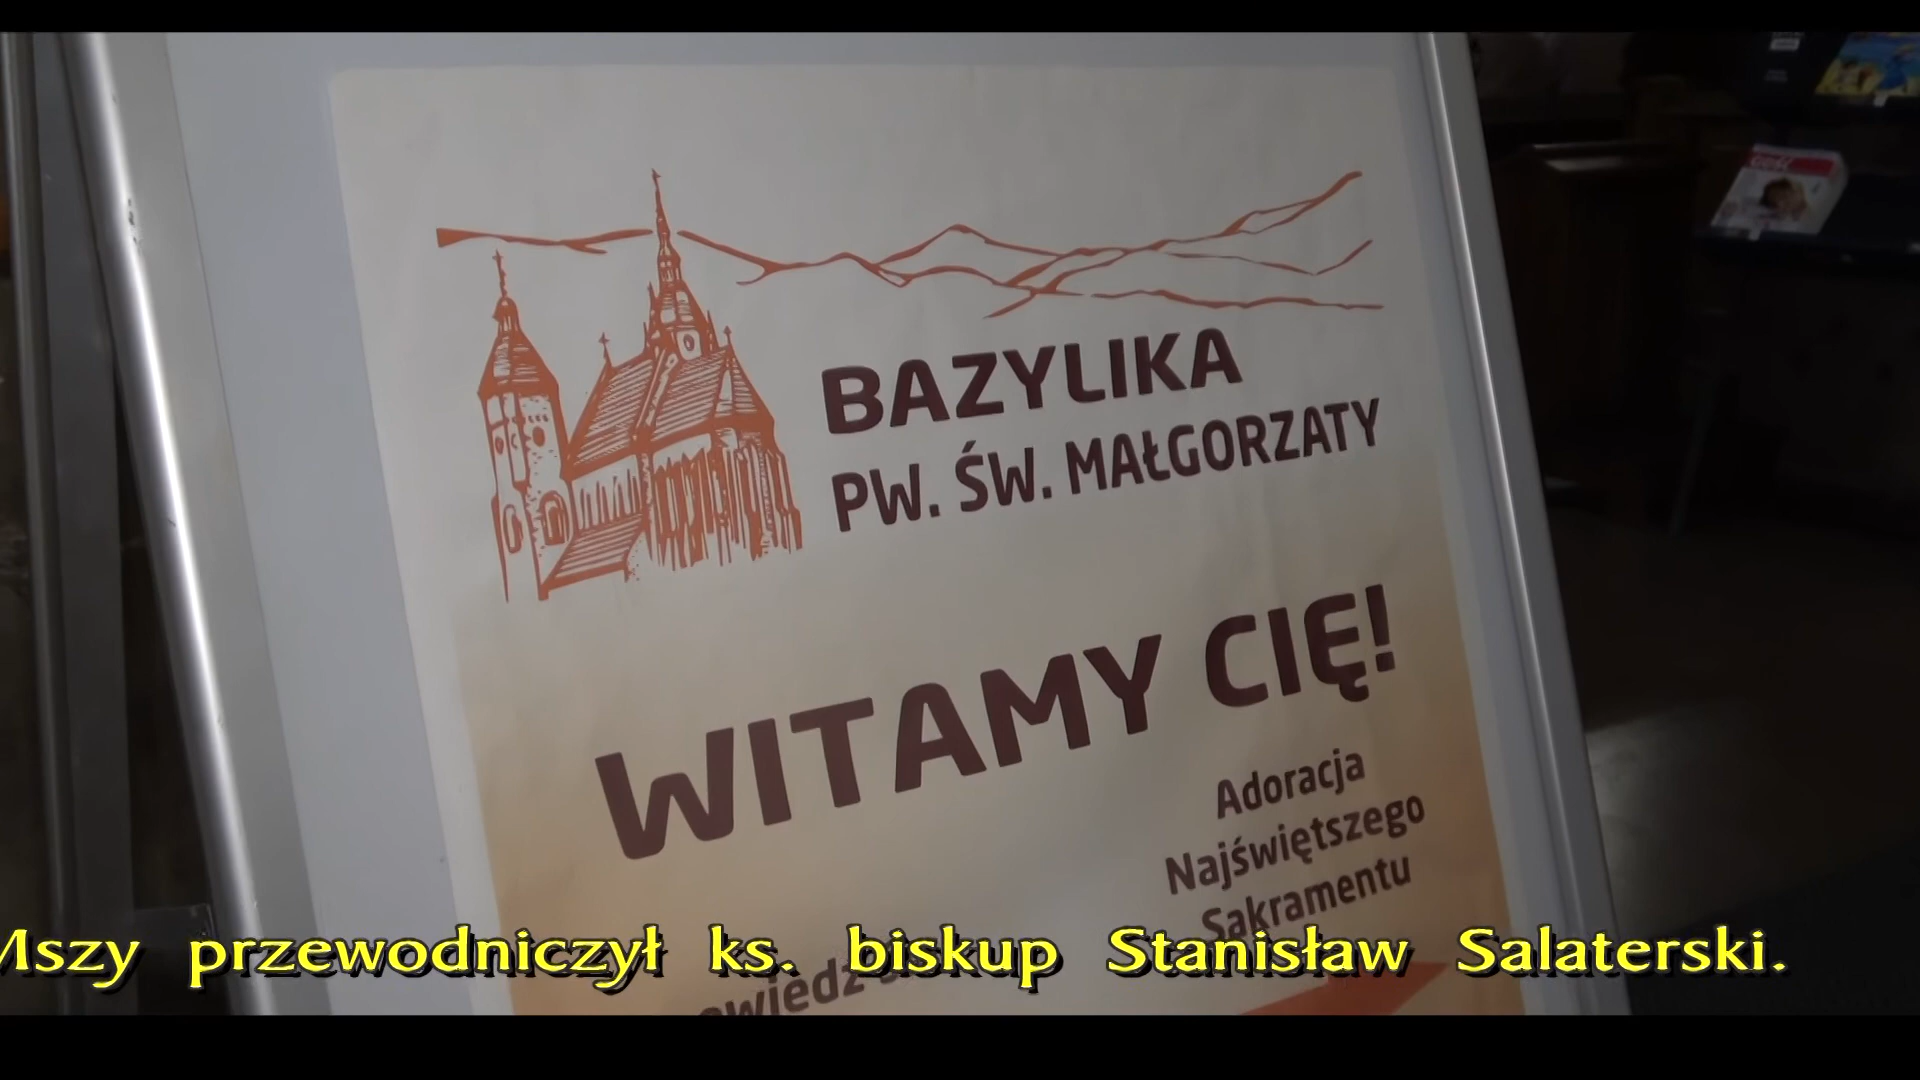 BAZYLIKA
PW. ŚW. MAŁGORZATY
WITAMY CIĘ!
Adoracja
Najświętszego
Sakramentu
Mszy przewodniczył ks. biskup Stanisław Salaterski.